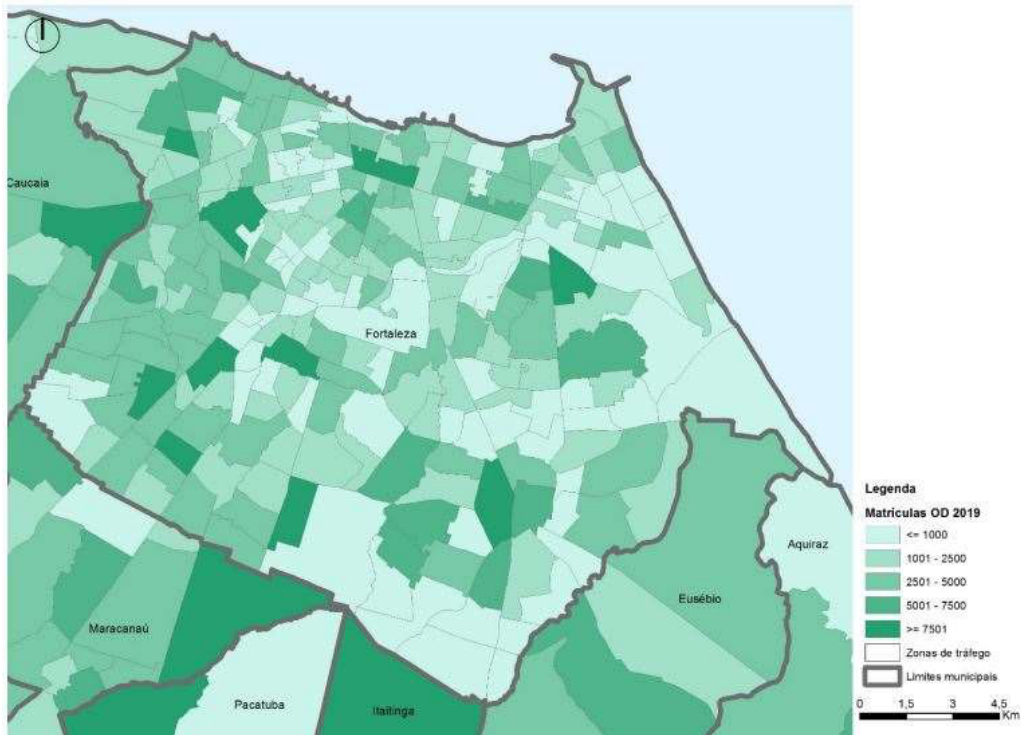 Caucaia
Fortaleza
Maracanaú
Pacatuba
Itaitinga
Eusébio
Aquiraz
Legenda
Matrículas OD 2019
<= 1000
1001 - 2500
2501 - 5000
5001 - 7500
>= 7501
Zonas de tráfego
Limites municipais
0 1,5 3 4,5
Km